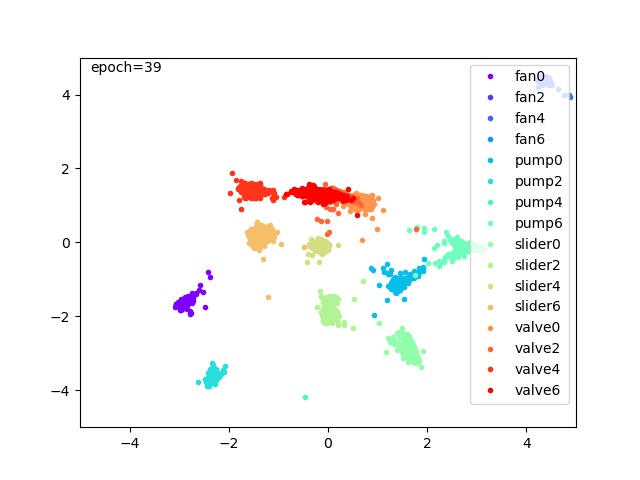 epoch=39
fan0
fan2
fan4
fan6
pump0
pump2
pump4
pump6
slider0
slider2
slider4
slider6
valve0
valve2
valve4
valve6
4
2
0
−2
−4
−4 −2 0 2 4